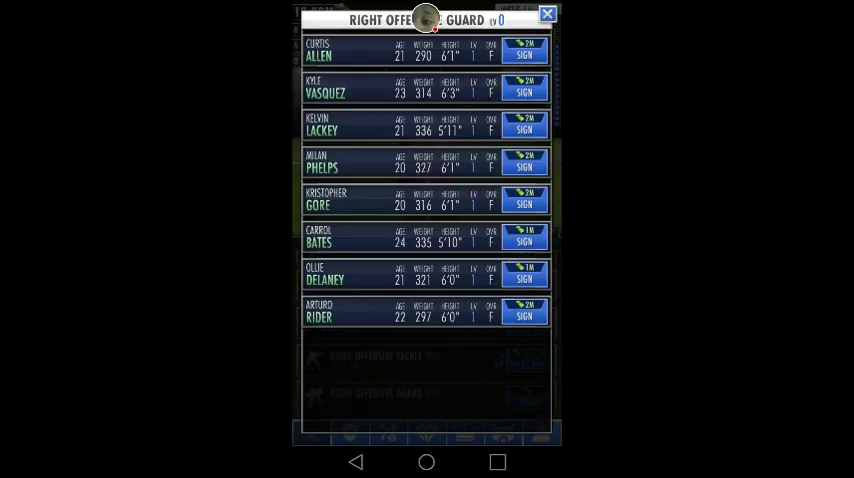 RIGHT OFFE E GUARD LV 0
CURTIS AGE WEIGHT HEIGHT LV OVR 2M
ALLEN 21 290 6'1" 1 F SIGN
KYLE AGE WEIGHT HEIGHT LV OVR 2M
VASQUEZ 23 314 6'3" 1 F SIGN
KELVIN AGE WEIGHT HEIGHT LV OVR 2M
LACKEY 21 336 5'11" 1 F SIGN
MILAN AGE WEIGHT HEIGHT LV OVR 2M
PHELPS 20 327 6'1" 1 F SIGN
KRISTOPHER AGE WEIGHT HEIGHT LV OVR 2M
GORE 20 316 6'1" 1 F SIGN
CARROL AGE WEIGHT HEIGHT LV OVR 1M
BATES 24 335 5'10" 1 F SIGN
OLLIE AGE WEIGHT HEIGHT LV OVR 1M
DELANEY 21 321 6'0" 1 F SIGN
ARTURO AGE WEIGHT HEIGHT LV OVR 2M
RIDER 22 297 6'0" 1 F SIGN
RIGHT OFFENSIVE TACKLE
RIGHT OFFENSIVE GUARD